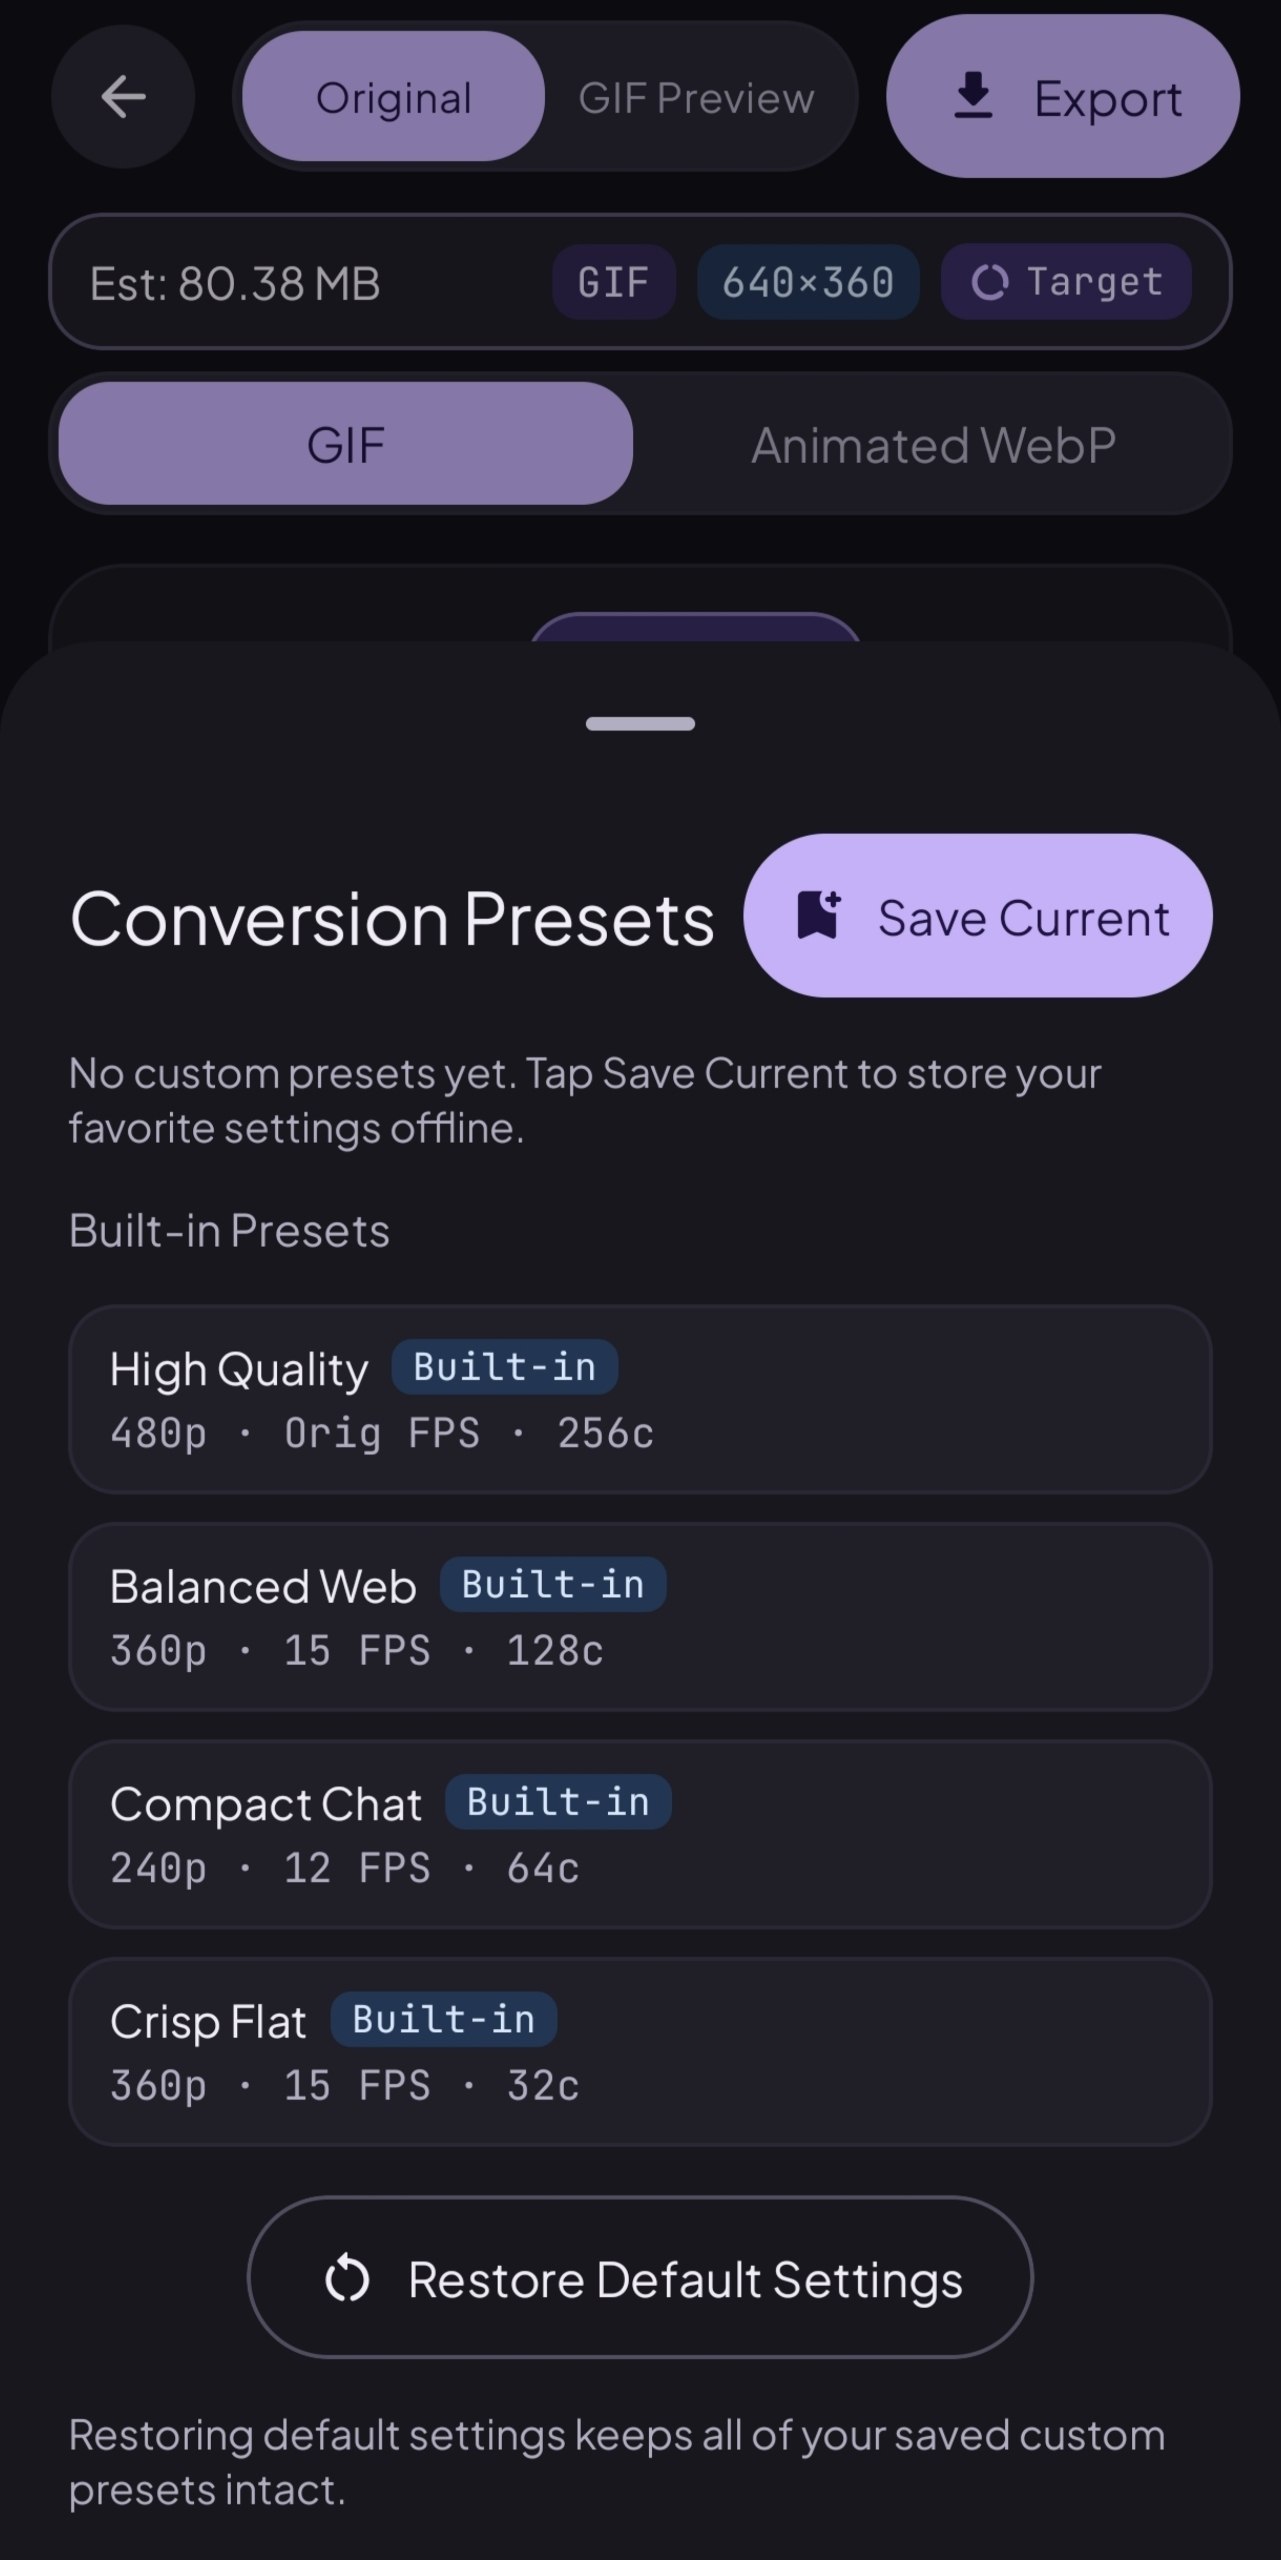 Original
GIF Preview
Export
Est: 80.38 MB
GIF
640×360
Target
GIF
Animated WebP
Conversion Presets
Save Current
No custom presets yet. Tap Save Current to store your
favorite settings offline.
Built-in Presets
High Quality Built-in
480p · Orig FPS · 256c
Balanced Web Built-in
360p · 15 FPS · 128c
Compact Chat Built-in
240p · 12 FPS · 64c
Crisp Flat Built-in
360p · 15 FPS · 32c
Restore Default Settings
Restoring default settings keeps all of your saved custom
presets intact.